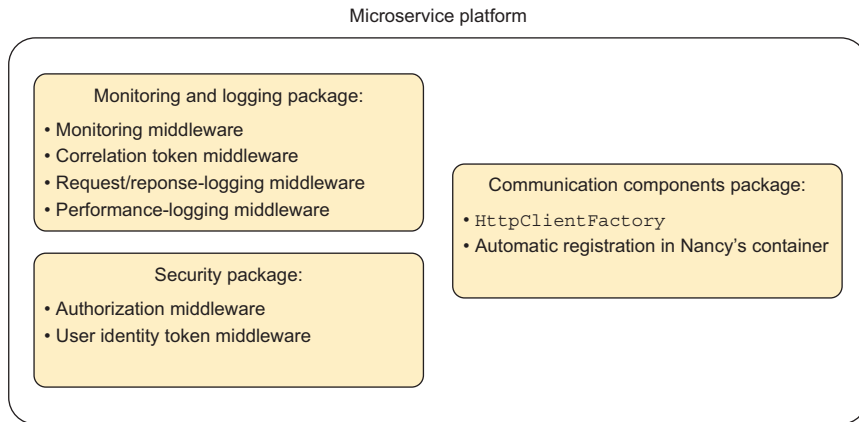 Microservice platform
Monitoring and logging package:
• Monitoring middleware
• Correlation token middleware
• Request/reponse-logging middleware
• Performance-logging middleware
Security package:
• Authorization middleware
• User identity token middleware
Communication components package:
• HttpClientFactory
• Automatic registration in Nancy's container